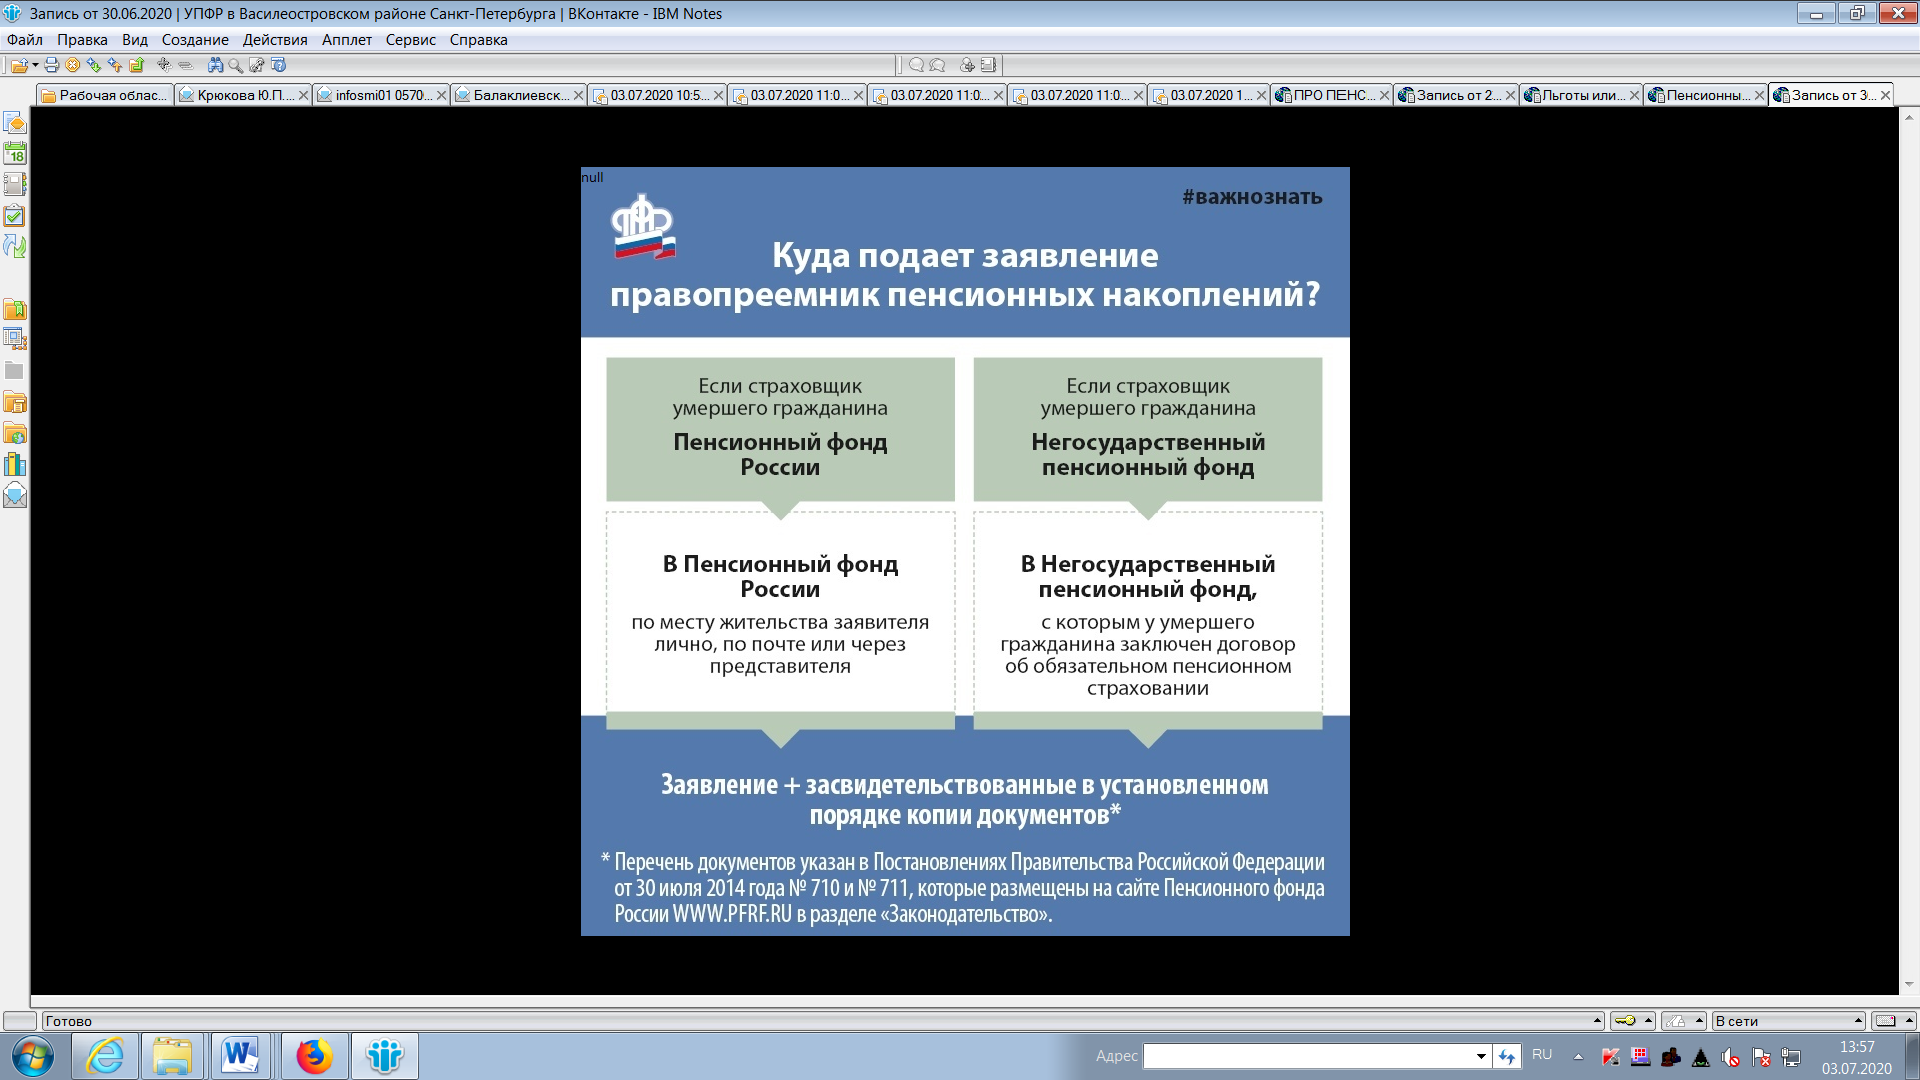 Запись от 30.06.2020 | УПФР в Василеостровском районе Санкт-Петербурга | ВКонтакте - IBM Notes
Файл Правка Вид Создание Действия Апплет Сервис Справка
Рабочая облас... Крюкова Ю.П.... infosmi01 0570... Балаклиевск... 03.07.2020 10:5... 03.07.2020 11:0... 03.07.2020 11:0... 03.07.2020 11:0... 03.07.2020 1... ПРО ПЕНС... Запись от 2... Льготы или... Пенсионны... Запись от 3...
18
null
#важнознать
Куда подает заявление
правопреемник пенсионных накоплений?
Если страховщик
умершего гражданина
Пенсионный фонд
России
В Пенсионный фонд
России
по месту жительства заявителя
лично, по почте или через
представителя
Если страховщик
умершего гражданина
Негосударственный
пенсионный фонд
В Негосударственный
пенсионный фонд,
с которым у умершего
гражданина заключен договор
об обязательном пенсионном
страховании
Заявление + засвидетельствованные в установленном
порядке копии документов*
* Перечень документов указан в Постановлениях Правительства Российской Федерации
от 30 июля 2014 года № 710 и № 711, которые размещены на сайте Пенсионного фонда
России WWW.PFRF.RU в разделе «Законодательство».
Готово
В сети
Адрес
RU
13:57
03.07.2020